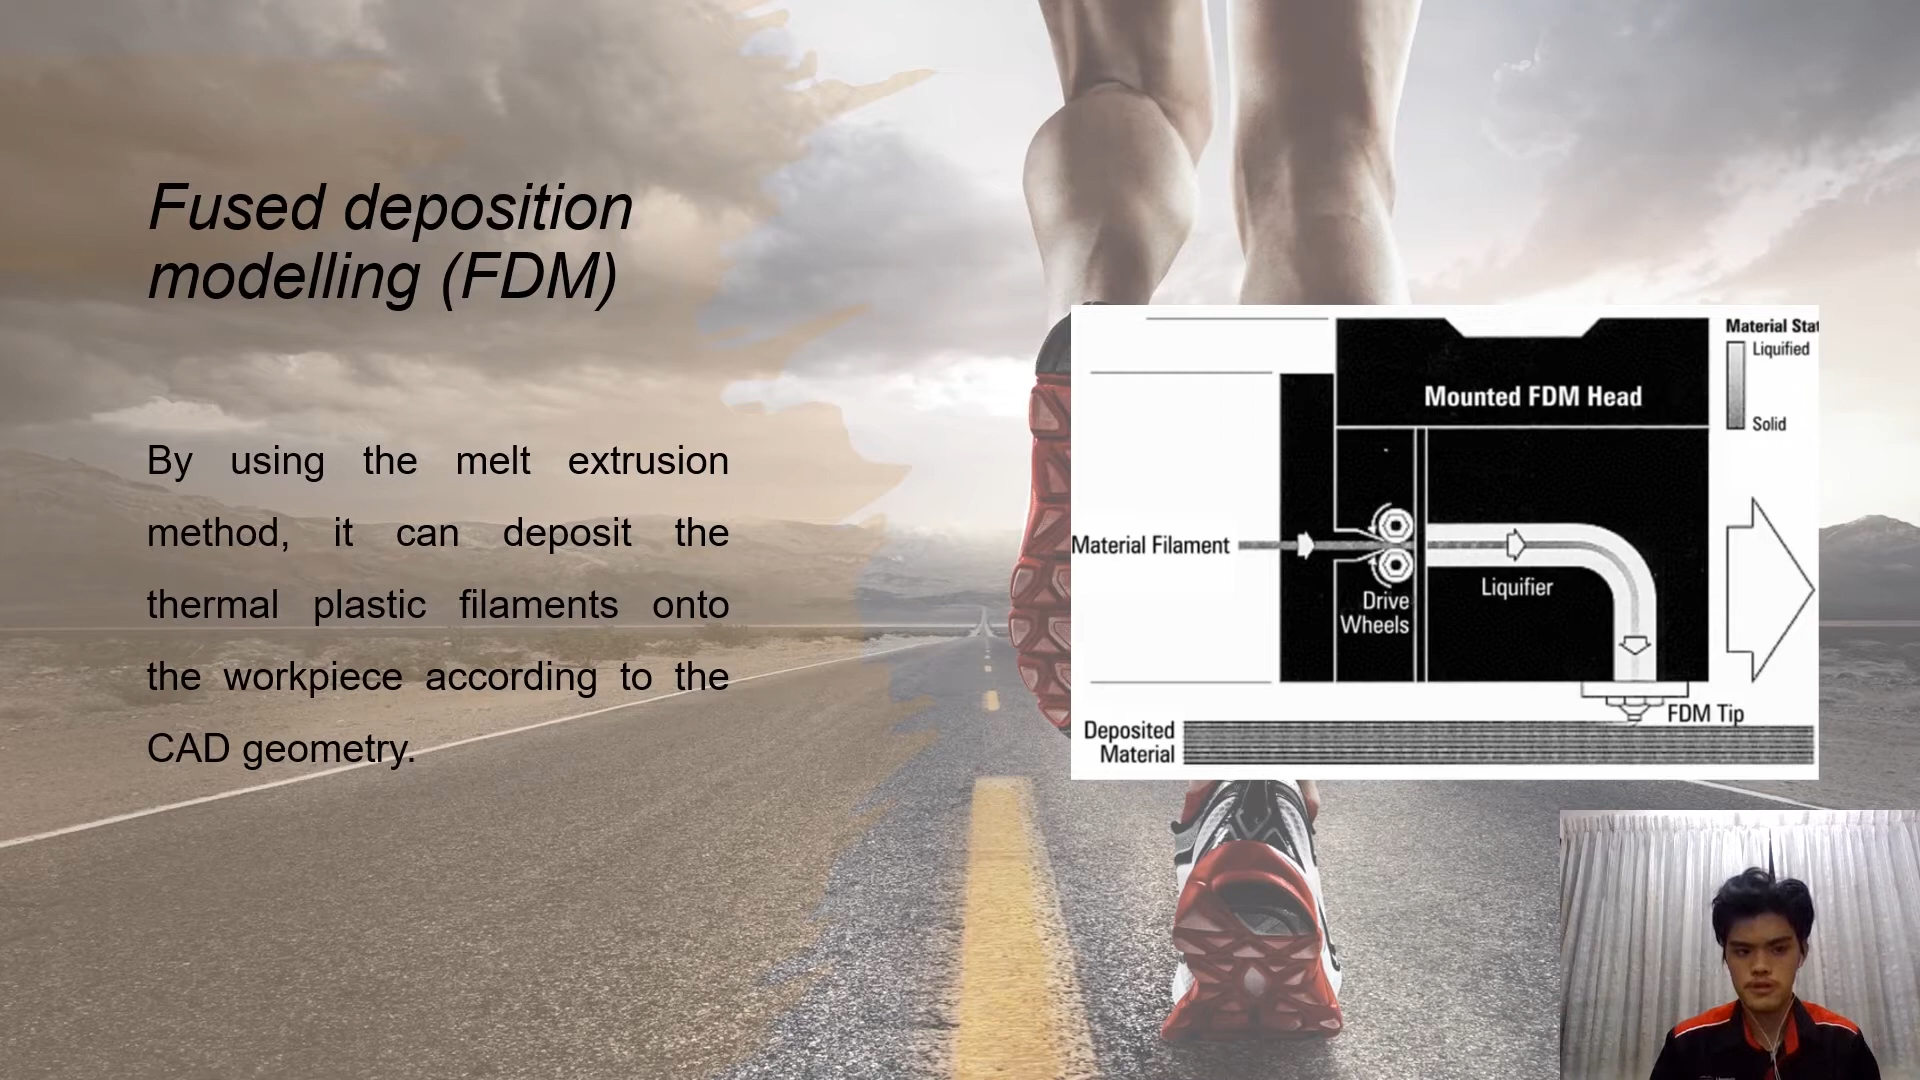 Fused deposition
modelling (FDM)
By using the melt extrusion
method, it can deposit the
thermal plastic filaments onto
the workpiece according to the
CAD geometry.
Material Stat
Liquified
Solid
Mounted FDM Head
Material Filament
Drive
Wheels
Liquifier
FDM Tip
Deposited
Material